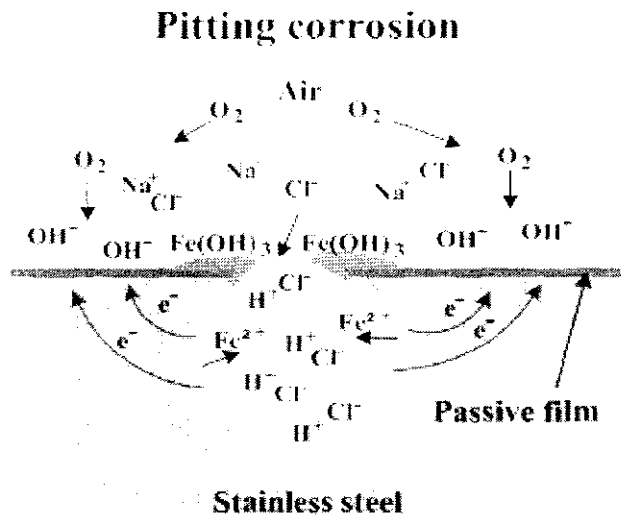 Pitting corrosion
Air
O₂ O₂
O₂ Na⁺ Cl⁻ Na Cl⁻ Na⁺ Cl O₂
OH⁻ OH⁻ Fe(OH)₃ Fe(OH)₃ OH⁻ OH⁻
H⁺ Cl⁻
e⁻ e⁻ Fe²⁺ H⁺ Cl⁻ Fe²⁺ e⁻ e⁻
H⁻ Cl⁻
H⁺ Cl⁻
Passive film
Stainless steel